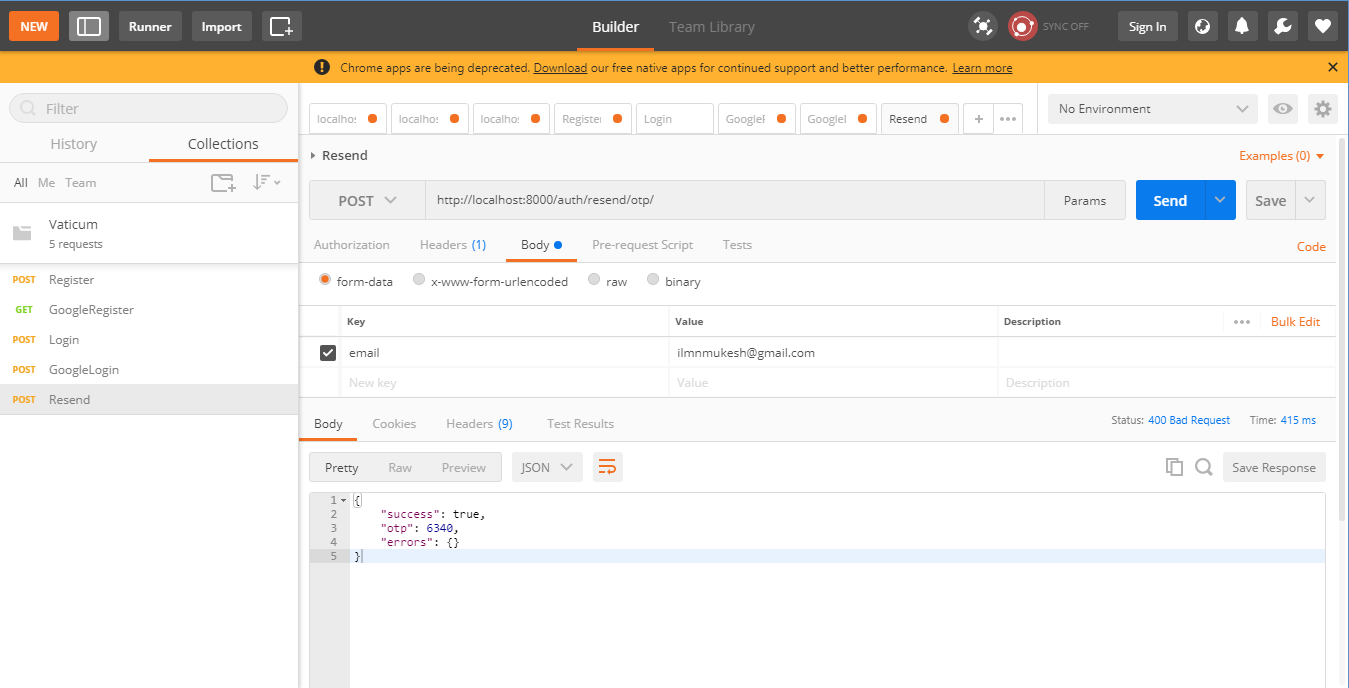 NEW Runner Import Builder Team Library SYNC OFF Sign In
Chrome apps are being deprecated. Download our free native apps for continued support and better performance. Learn more
Filter
History Collections
All Me Team
Vaticum
5 requests
POST Register
GET GoogleRegister
POST Login
POST GoogleLogin
POST Resend
localhos localhos localhos Register Login GoogleF GoogleL Resend + No Environment
Resend Examples (0)
POST http://localhost:8000/auth/resend/otp/ Params Send Save
Authorization Headers (1) Body Pre-request Script Tests Code
form-data x-www-form-urlencoded raw binary
Key Value Description Bulk Edit
email ilmnmukesh@gmail.com
New key Value Description
Body Cookies Headers (9) Test Results Status: 400 Bad Request Time: 415 ms
Pretty Raw Preview JSON Save Response
1 {
2 "success": true,
3 "otp": 6340,
4 "errors": {}
5 }